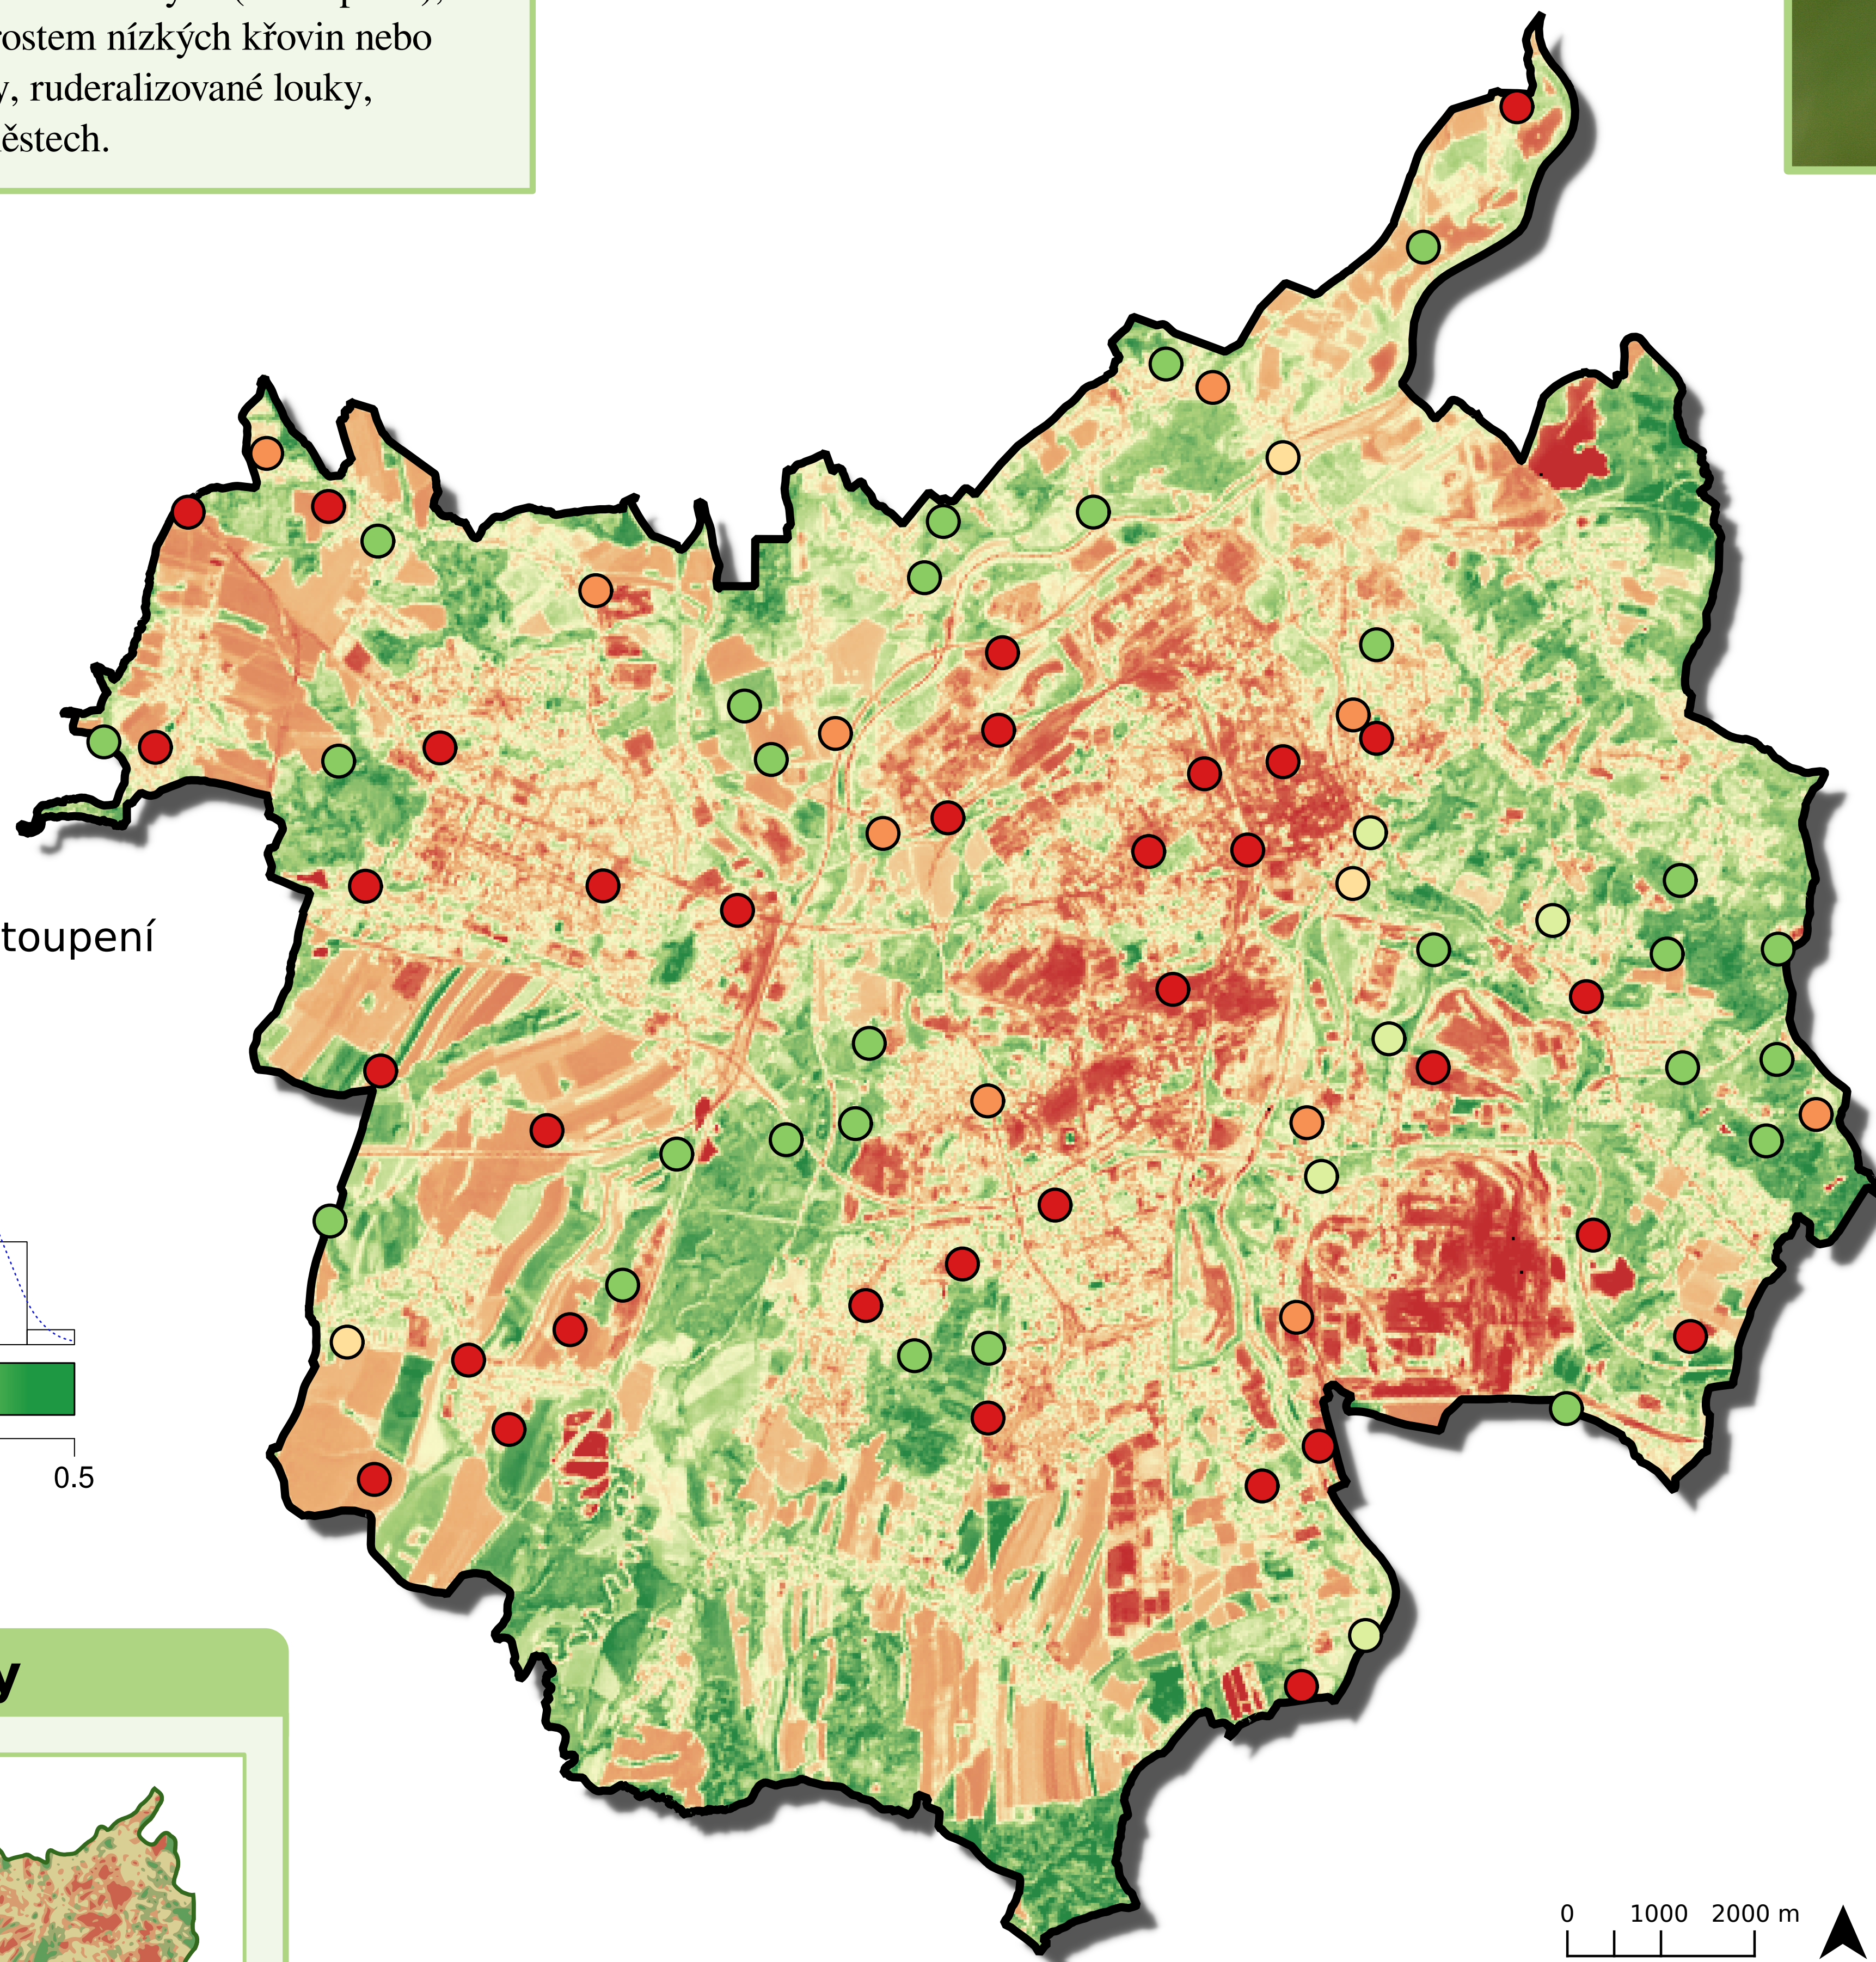 rostem nízkých křovin nebo
y, ruderalizované louky,
ěstech.
toupení
0.5
y
0 1000 2000 m